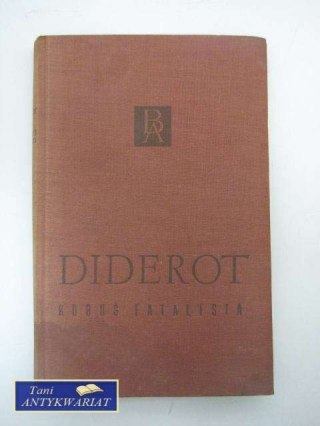 BA
DIDEROT
KUBUŚ FATALISTA
Tani
ANTYKWARIAT